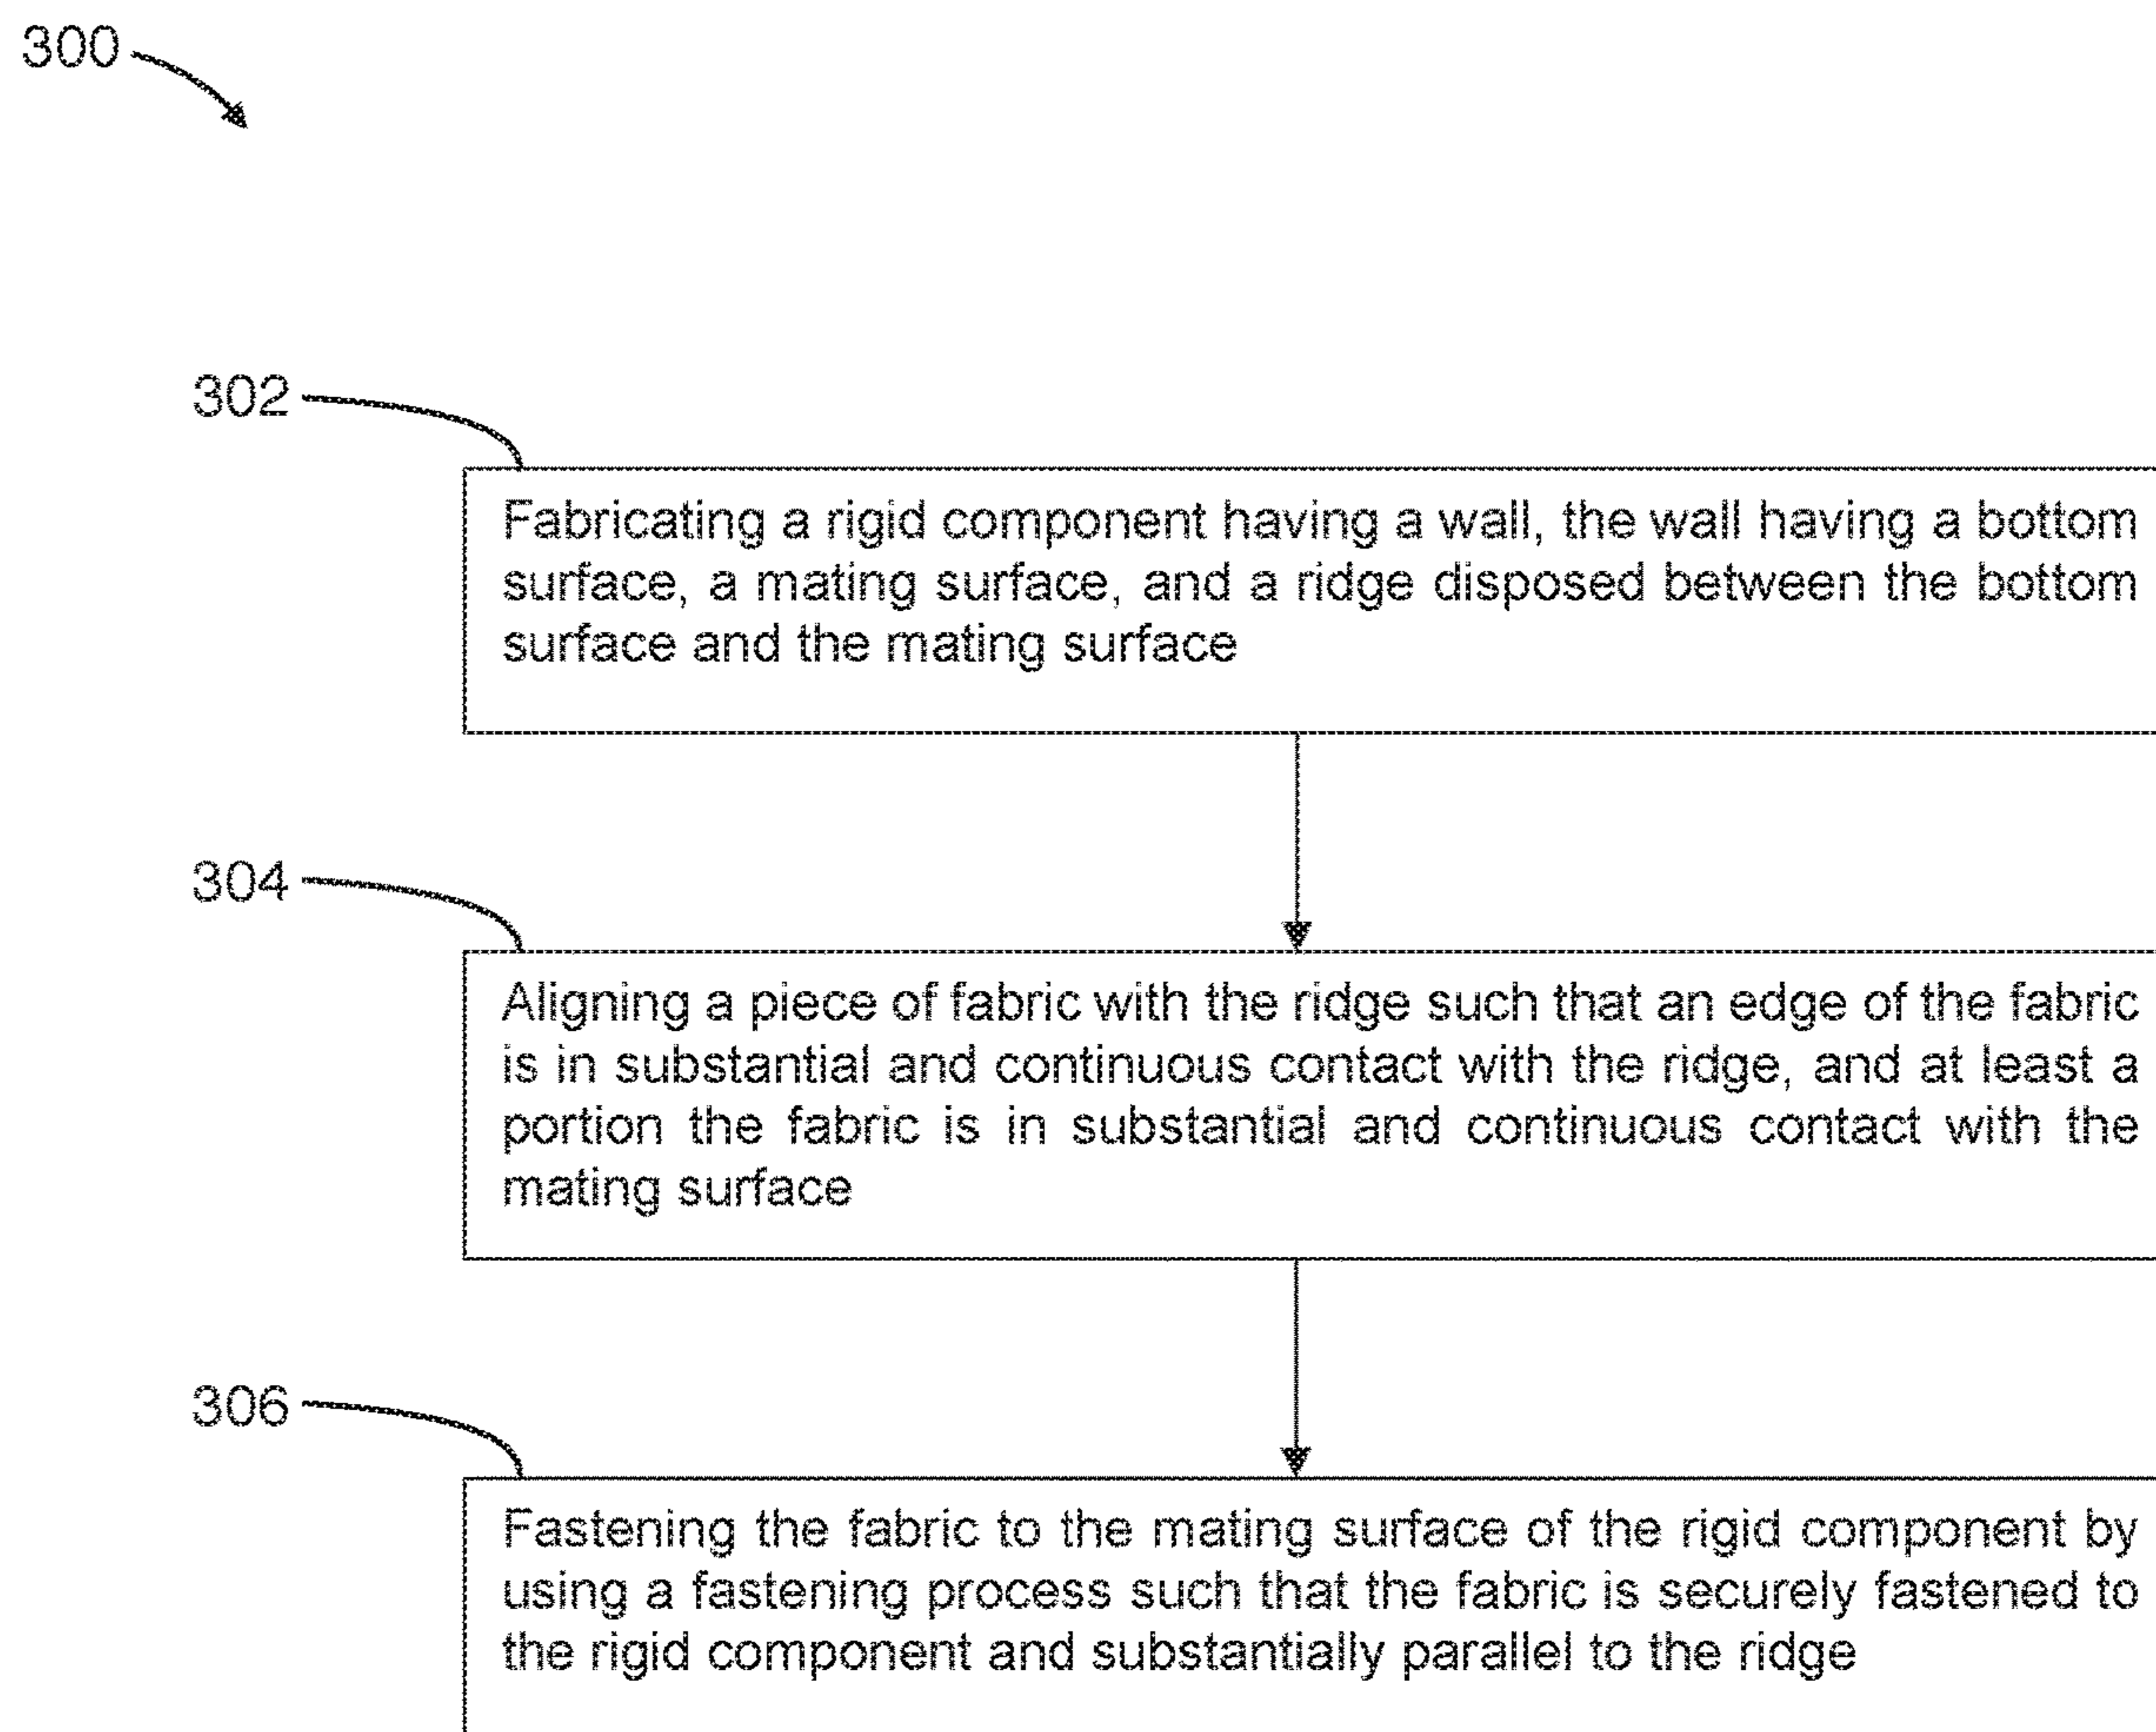 300
302
Fabricating a rigid component having a wall, the wall having a bottom
surface, a mating surface, and a ridge disposed between the bottom
surface and the mating surface
304
Aligning a piece of fabric with the ridge such that an edge of the fabric
is in substantial and continuous contact with the ridge, and at least a
portion the fabric is in substantial and continuous contact with the
mating surface
306
Fastening the fabric to the mating surface of the rigid component by
using a fastening process such that the fabric is securely fastened to
the rigid component and substantially parallel to the ridge